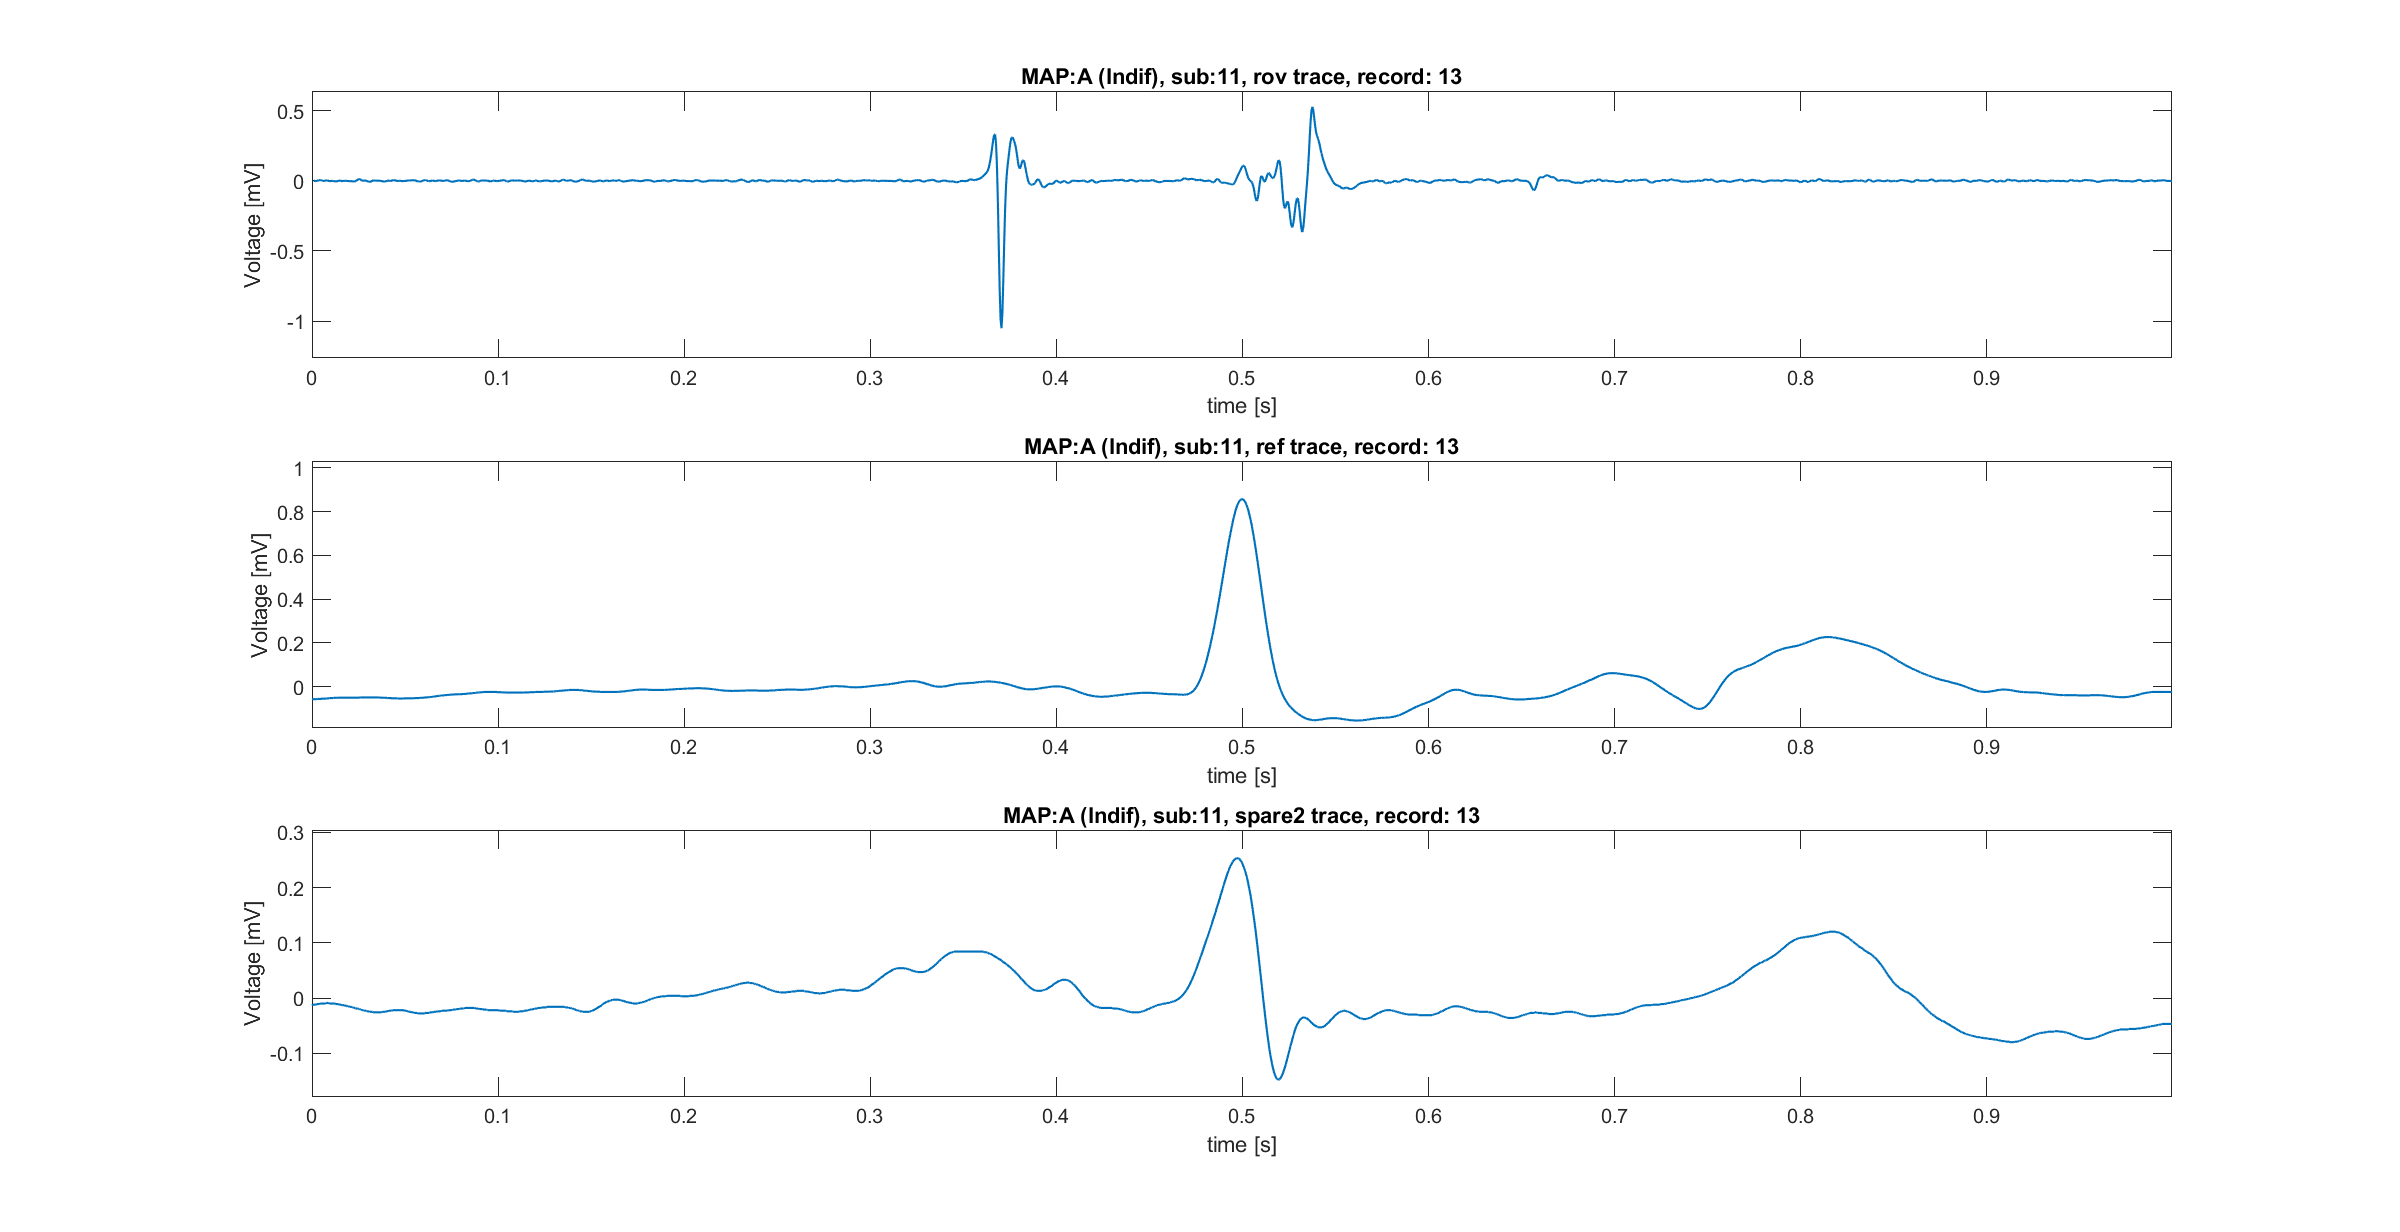 MAP:A (Indif), sub:11, rov trace, record: 13
Voltage [mV]
0.5
0
-0.5
-1
0 0.1 0.2 0.3 0.4 0.5 0.6 0.7 0.8 0.9
time [s]
MAP:A (Indif), sub:11, ref trace, record: 13
Voltage [mV]
1
0.8
0.6
0.4
0.2
0
0 0.1 0.2 0.3 0.4 0.5 0.6 0.7 0.8 0.9
time [s]
MAP:A (Indif), sub:11, spare2 trace, record: 13
Voltage [mV]
0.3
0.2
0.1
0
-0.1
0 0.1 0.2 0.3 0.4 0.5 0.6 0.7 0.8 0.9
time [s]